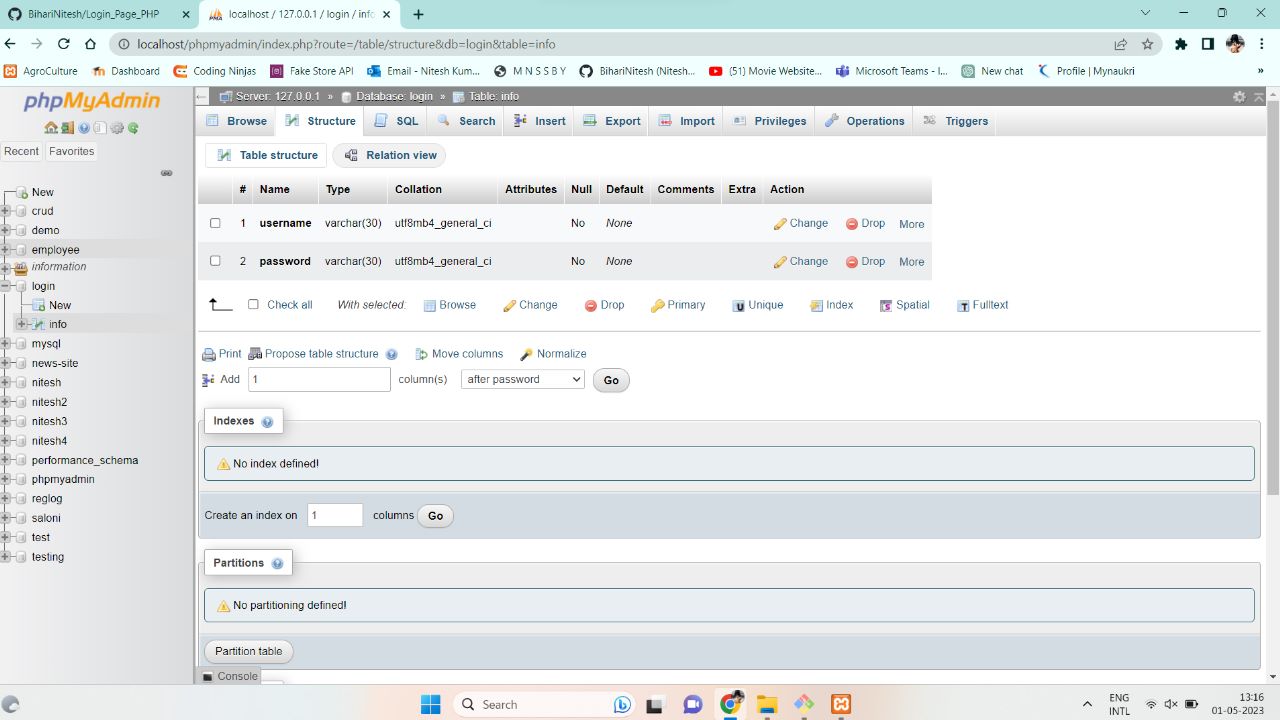 BihariNitesh/Login_Page_PHP
localhost / 127.0.0.1 / login / info
localhost/phpmyadmin/index.php?route=/table/structure&db=login&table=info
AgroCulture Dashboard Coding Ninjas Fake Store API Email - Nitesh Kum... M N S S B Y BihariNitesh (Nitesh... (51) Movie Website... Microsoft Teams - l... New chat Profile | Mynaukri »
phpMyAdmin
Recent Favorites
New
crud
demo
employee
information
login
New
info
mysql
news-site
nitesh
nitesh2
nitesh3
nitesh4
performance_schema
phpmyadmin
reglog
saloni
test
testing
Server: 127.0.0.1 » Database: login » Table: info
Browse Structure SQL Search Insert Export Import Privileges Operations Triggers
Table structure Relation view
# Name Type Collation Attributes Null Default Comments Extra Action
1 username varchar(30) utf8mb4_general_ci No None Change Drop More
2 password varchar(30) utf8mb4_general_ci No None Change Drop More
Check all With selected: Browse Change Drop Primary Unique Index Spatial Fulltext
Print Propose table structure Move columns Normalize
Add 1 column(s) after password Go
Indexes
No index defined!
Create an index on 1 columns Go
Partitions
No partitioning defined!
Partition table
Console
Search
ENG
INTL
13:16
01-05-2023